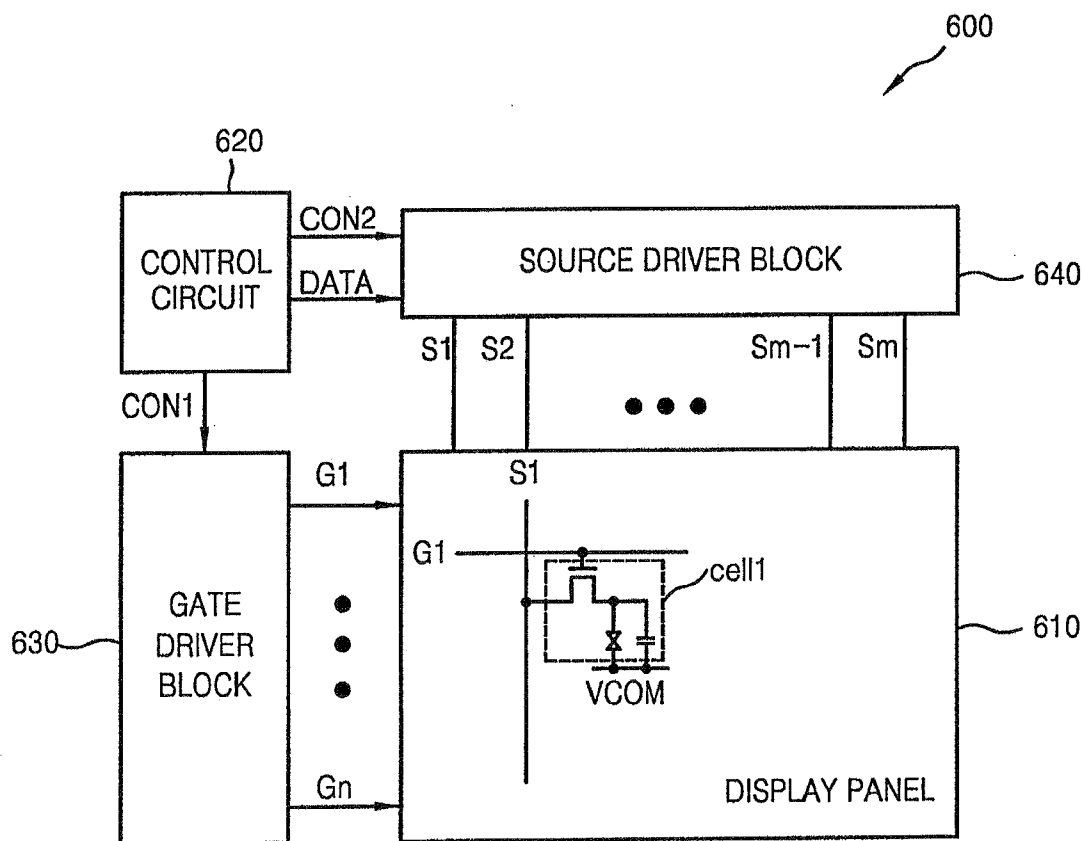 600
620
CONTROL
CIRCUIT
CON2
DATA
SOURCE DRIVER BLOCK
640
S1
S2
Sm-1
Sm
CON1
GATE
DRIVER
BLOCK
630
G1
Gn
S1
G1
cell1
VCOM
610
DISPLAY PANEL